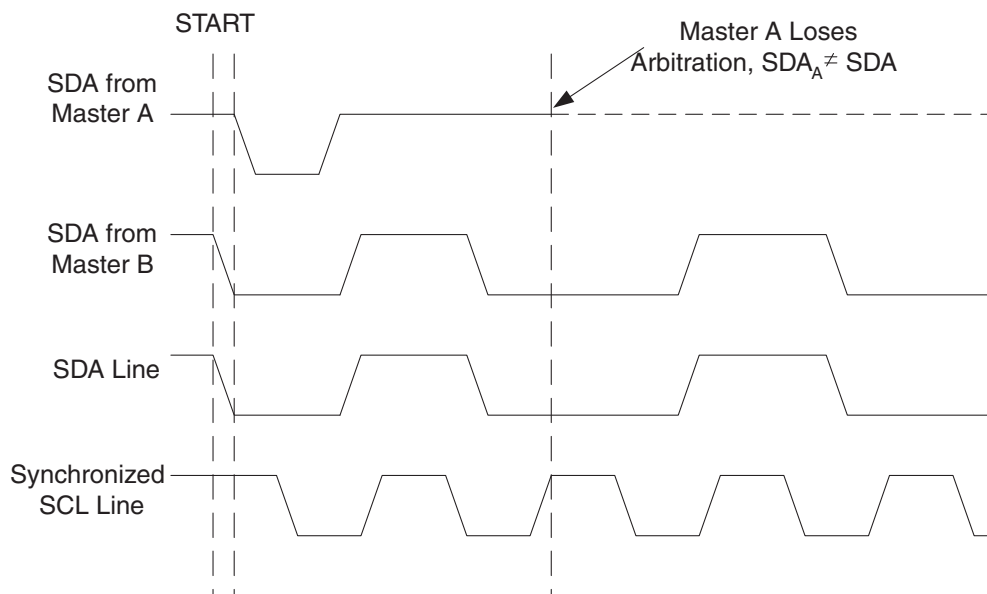 START
Master A Loses
Arbitration, SDA_A ≠ SDA
SDA from
Master A
SDA from
Master B
SDA Line
Synchronized
SCL Line